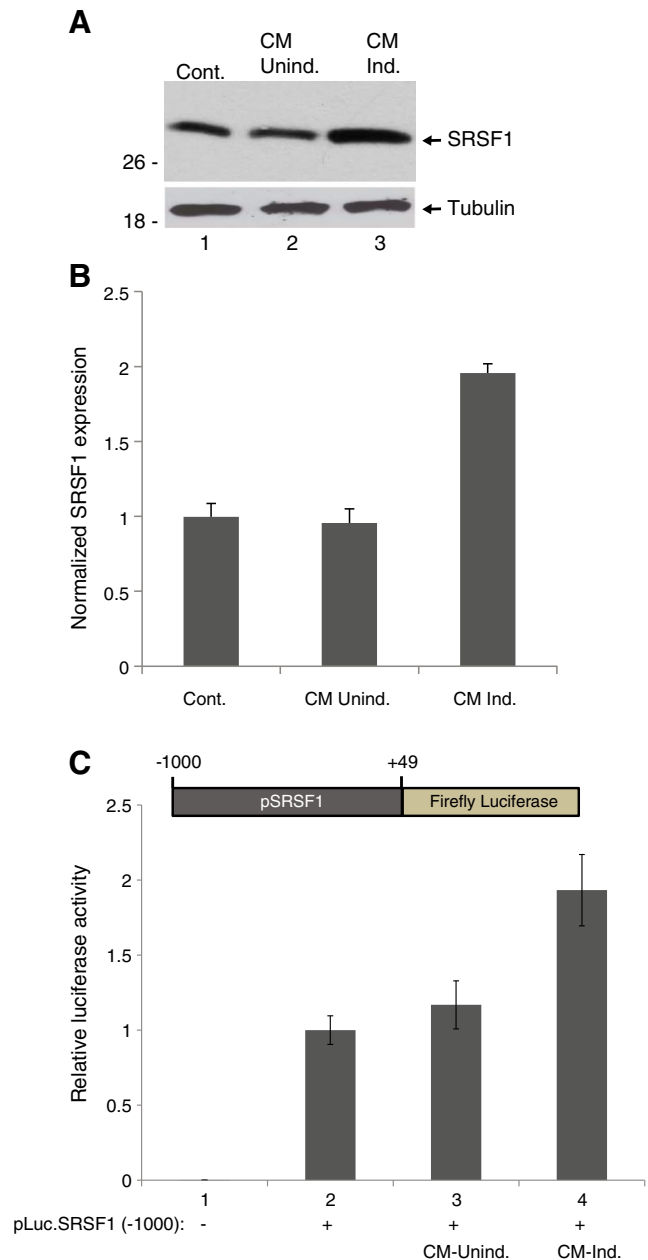 A
Cont.
CM Unind.
CM Ind.
SRSF1
26 -
Tubulin
18 -
1 2 3
B
2.5
2
1.5
1
0.5
0
Normalized SRSF1 expression
Cont. CM Unind. CM Ind.
C
-1000 +49
pSRSF1 Firefly Luciferase
2.5
2
1.5
1
0.5
0
Relative luciferase activity
1 2 3 4
pLuc.SRSF1 (-1000): - + + +
CM-Unind. CM-Ind.